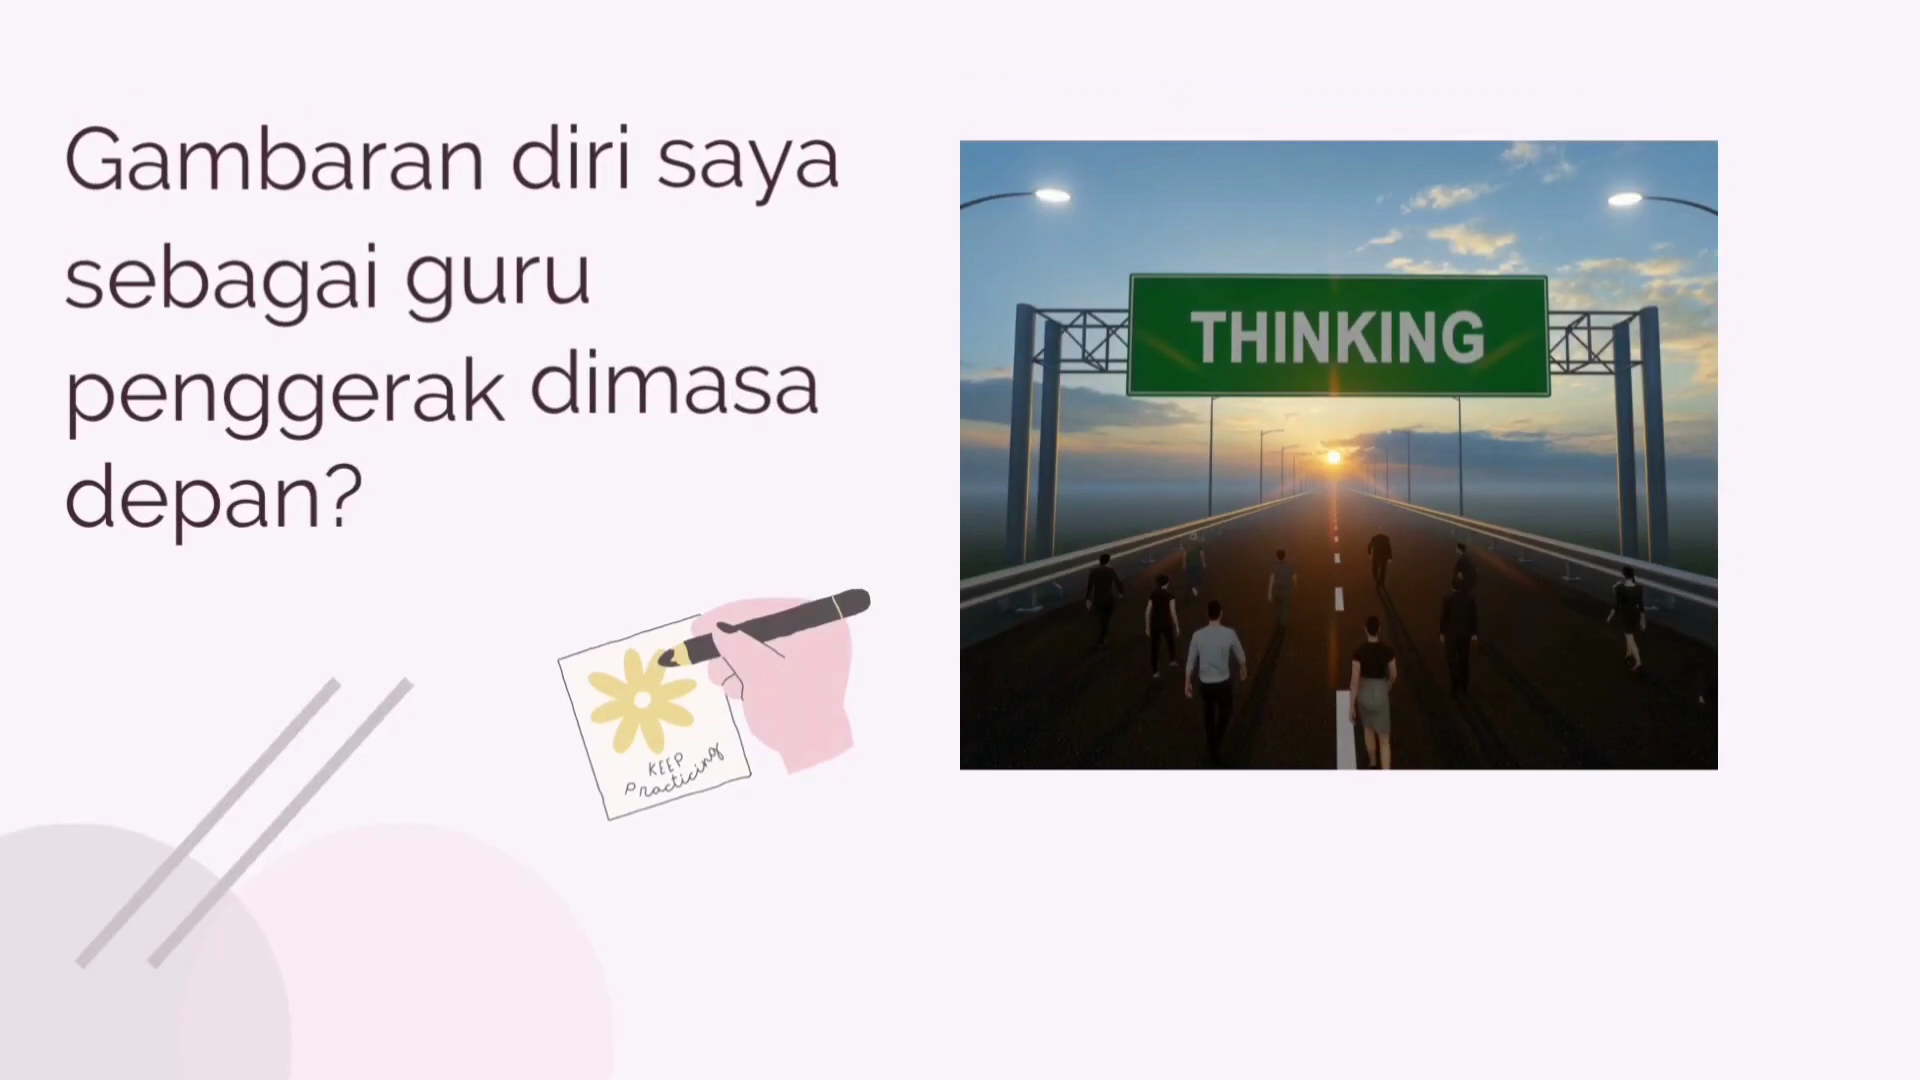 Gambaran diri saya
sebagai guru
penggerak dimasa
depan?
THINKING
KEEP
Practicing